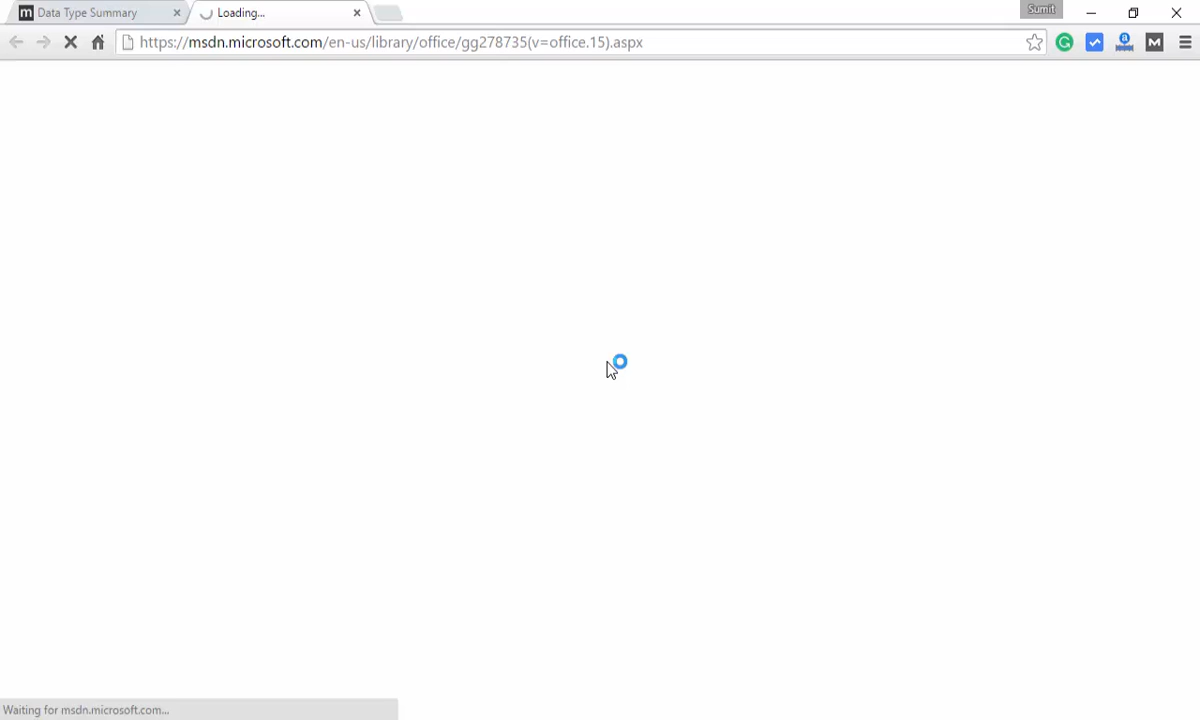 Data Type Summary
Loading...
Sumit
https://msdn.microsoft.com/en-us/library/office/gg278735(v=office.15).aspx
Waiting for msdn.microsoft.com...